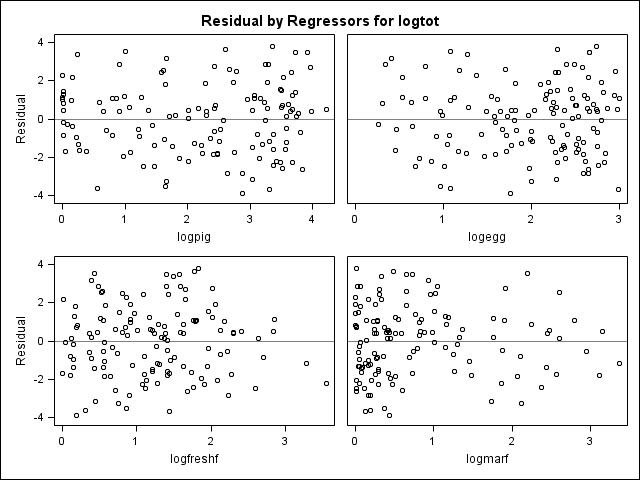 Residual by Regressors for logtot
Residual
4
2
0
-2
-4
0 1 2 3 4
logpig
0 1 2 3
logegg
Residual
4
2
0
-2
-4
0 1 2 3
logfreshf
0 1 2 3
logmarf